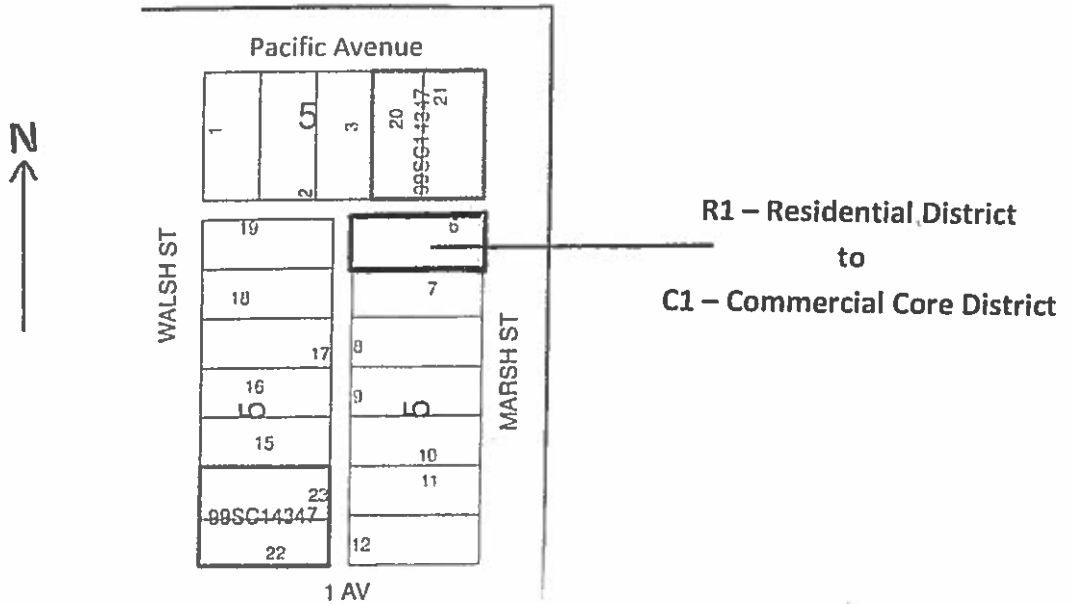 Pacific Avenue
N
1
5
2
3
20
99SC14347
21
R1 – Residential District
to
C1 – Commercial Core District
WALSH ST
19
18
17
16
5
15
23
99SC14347
22
6
7
8
9
5
10
11
12
MARSH ST
1 AV